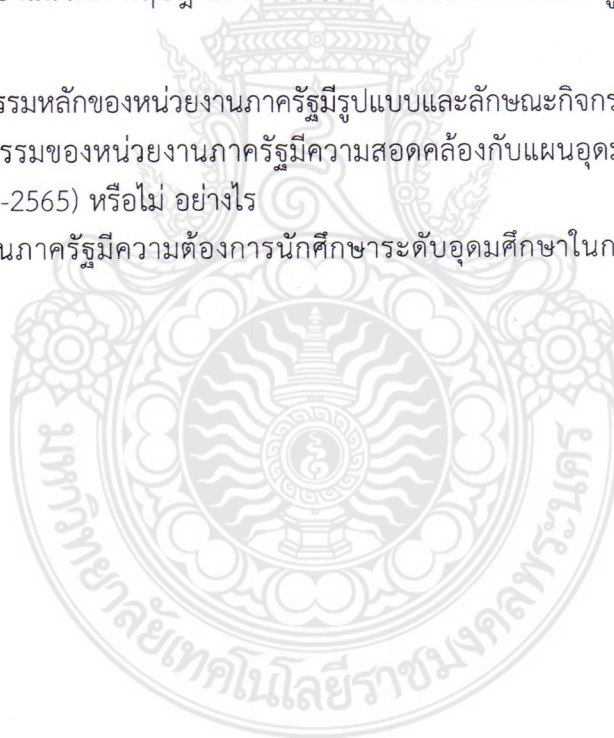 รรมหลักของหน่วยงานภาครัฐมีรูปแบบและลักษณะกิจกร
รรมของหน่วยงานภาครัฐมีความสอดคล้องกับแผนอุดม
-2565) หรือไม่ อย่างไร
นภาครัฐมีความต้องการนักศึกษาระดับอุดมศึกษาในก
มหาวิทยาลัยเทคโนโลยีราชมงคลพระนคร